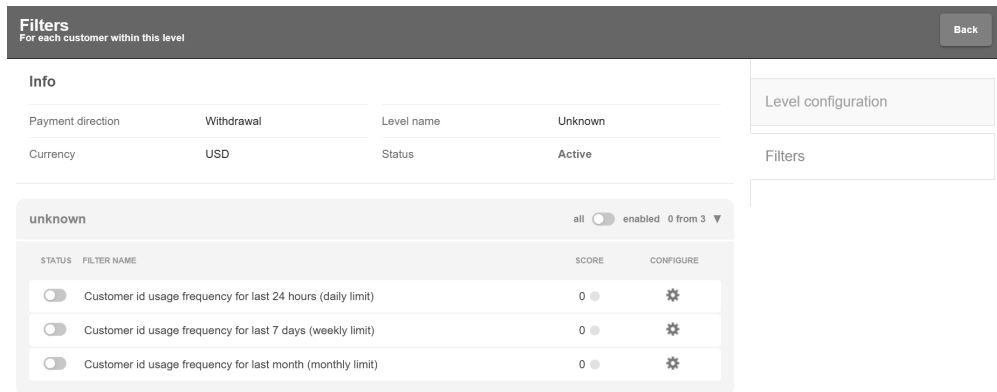 Filters
For each customer within this level
Back
Info
Payment direction Withdrawal Level name Unknown
Currency USD Status Active
Level configuration
Filters
unknown all enabled 0 from 3 ▼
STATUS FILTER NAME SCORE CONFIGURE
Customer id usage frequency for last 24 hours (daily limit) 0
Customer id usage frequency for last 7 days (weekly limit) 0
Customer id usage frequency for last month (monthly limit) 0